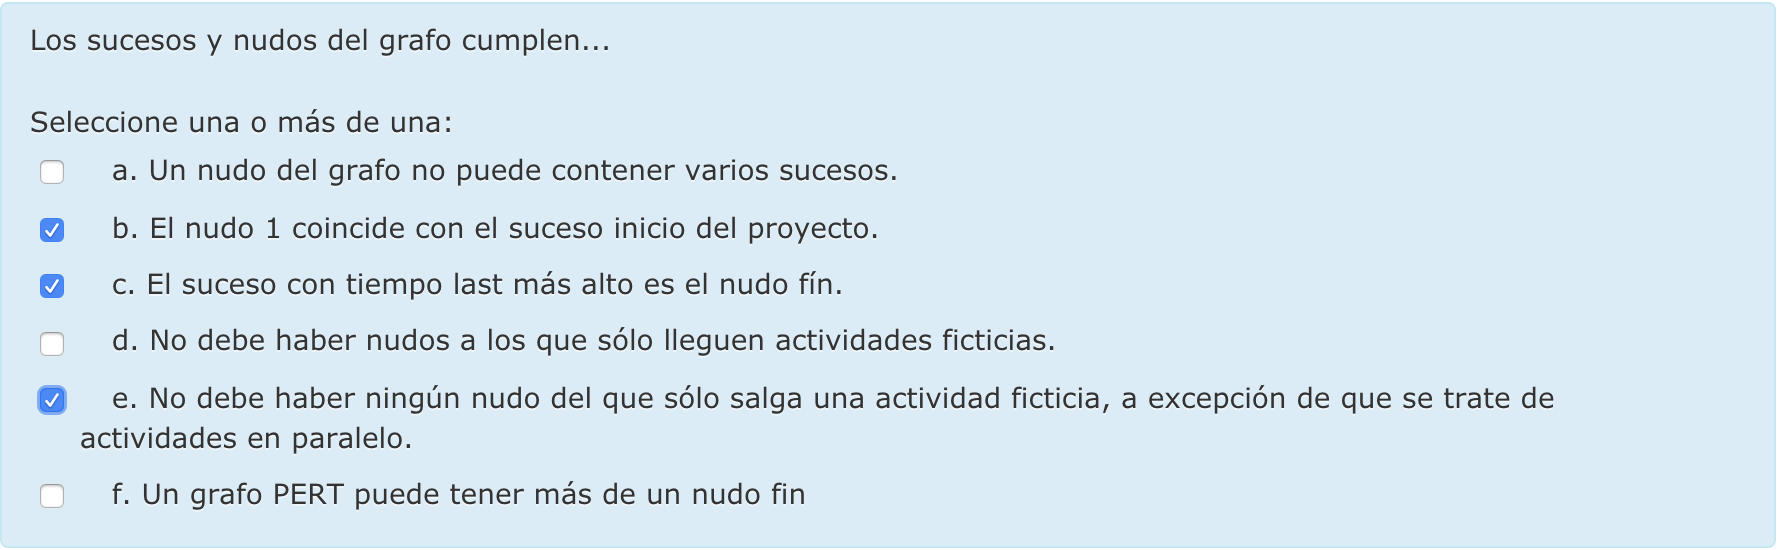 Los sucesos y nudos del grafo cumplen...
Seleccione una o más de una:
a. Un nudo del grafo no puede contener varios sucesos.
b. El nudo 1 coincide con el suceso inicio del proyecto.
c. El suceso con tiempo last más alto es el nudo fín.
d. No debe haber nudos a los que sólo lleguen actividades ficticias.
e. No debe haber ningún nudo del que sólo salga una actividad ficticia, a excepción de que se trate de
actividades en paralelo.
f. Un grafo PERT puede tener más de un nudo fin